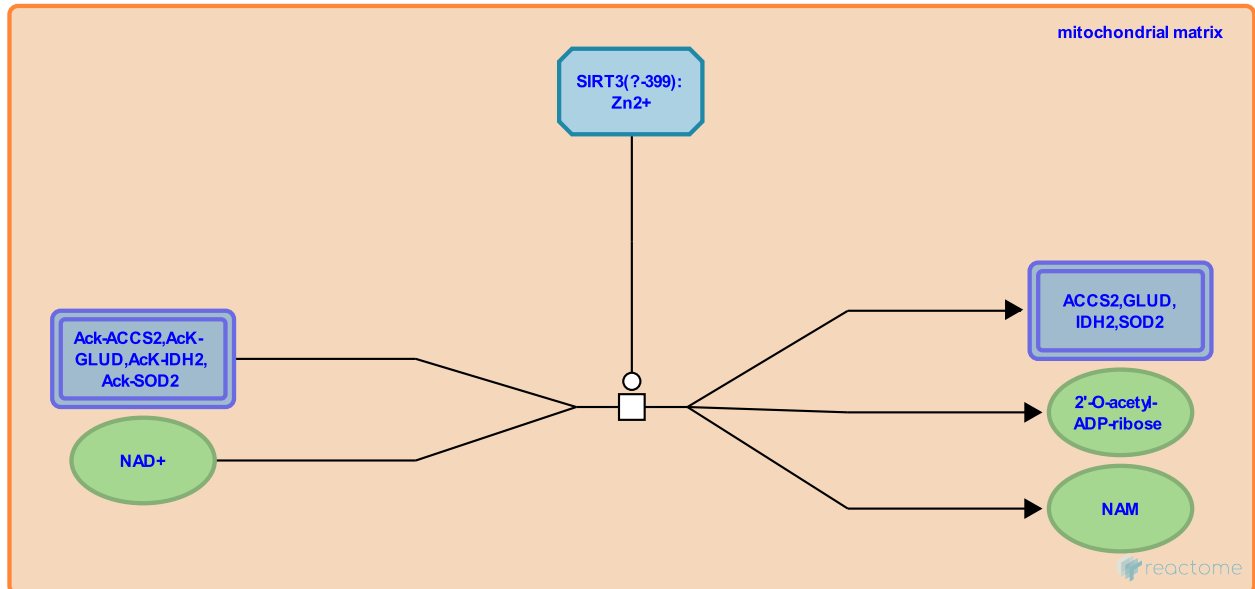 mitochondrial matrix
SIRT3(?-399):
Zn2+
Ack-ACCS2,AcK-
GLUD,AcK-IDH2,
Ack-SOD2
NAD+
ACCS2,GLUD,
IDH2,SOD2
2'-O-acetyl-
ADP-ribose
NAM
reactome